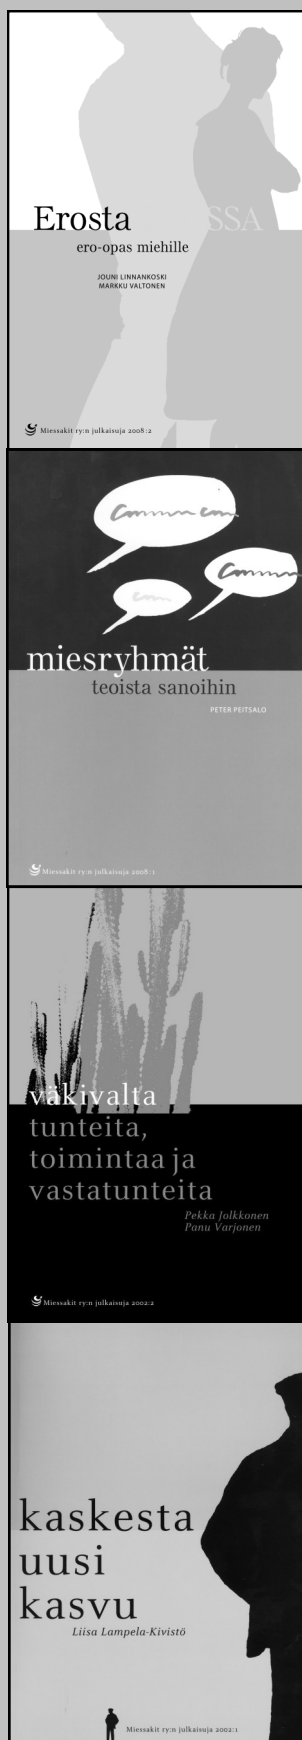 Erosta SSA
ero-opas miehille
JOUNI LINNANKOSKI
MARKKU VALTONEN
Miessakit ry:n julkaisuja 2008:2
miesryhmät
teoista sanoihin
PETER PEITSALO
Miessakit ry:n julkaisuja 2008:1
väkivalta
tunteita,
toimintaa ja
vastatunteita
Pekka Jolkkonen
Panu Varjonen
Miessakit ry:n julkaisuja 2002:2
kaskesta
uusi
kasvu
Liisa Lampela-Kivistö
Miessakit ry:n julkaisuja 2002:1